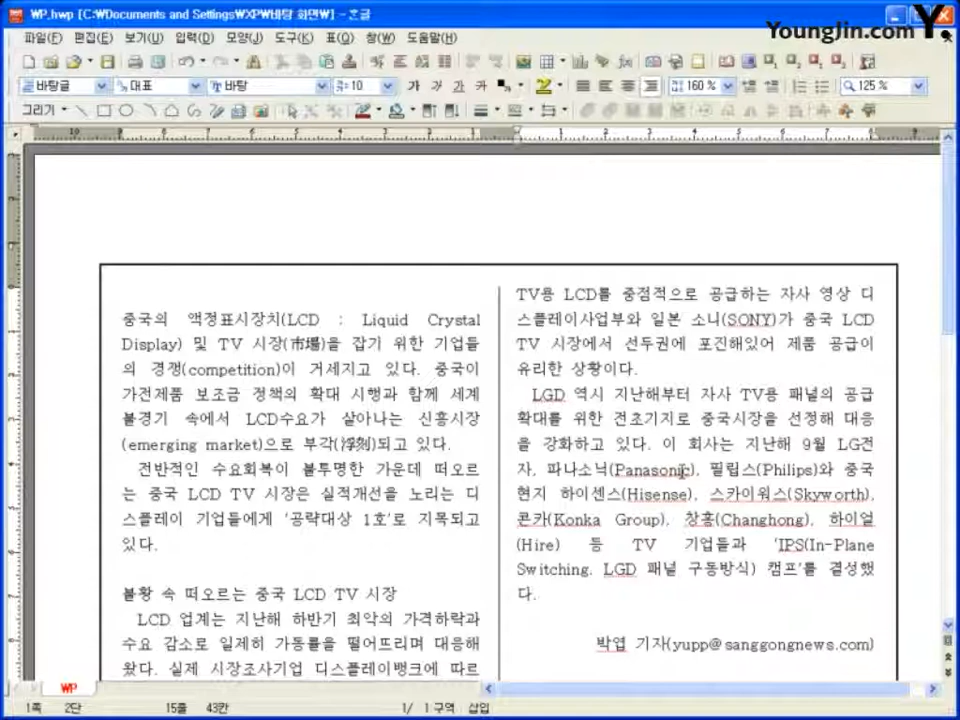 WP.hwp [C:₩Documents and Settings₩XP₩바탕 화면₩] - 한글
YoungJin.com Y.
파일(F) 편집(E) 보기(U) 입력(D) 모양(J) 도구(K) 표(Q) 창(W) 도움말(H)
바탕글 대표 바탕 10 가 가 가 가 160 % 125 %
그리기
중국의 액정표시장치(LCD : Liquid Crystal
Display) 및 TV 시장(市場)을 잡기 위한 기업들
의 경쟁(competition)이 거세지고 있다. 중국이
가전제품 보조금 정책의 확대 시행과 함께 세계
불경기 속에서 LCD수요가 살아나는 신흥시장
(emerging market)으로 부각(浮刻)되고 있다.
전반적인 수요회복이 불투명한 가운데 떠오르
는 중국 LCD TV 시장은 실적개선을 노리는 디
스플레이 기업들에게 '공략대상 1호'로 지목되고
있다.
불황 속 떠오르는 중국 LCD TV 시장
LCD 업계는 지난해 하반기 최악의 가격하락과
수요 감소로 일제히 가동률을 떨어뜨리며 대응해
왔다. 실제 시장조사기업 디스플레이뱅크에 따르
TV용 LCD를 중점적으로 공급하는 자사 영상 디
스플레이사업부와 일본 소니(SONY)가 중국 LCD
TV 시장에서 선두권에 포진해있어 제품 공급이
유리한 상황이다.
LGD 역시 지난해부터 자사 TV용 패널의 공급
확대를 위한 전초기지로 중국시장을 선정해 대응
을 강화하고 있다. 이 회사는 지난해 9월 LG전
자, 파나소닉(Panasonic), 필립스(Philips)와 중국
현지 하이센스(Hisense), 스카이워스(Skyworth),
콘카(Konka Group), 창홍(Changhong), 하이얼
(Hire) 등 TV 기업들과 'IPS(In-Plane
Switching, LGD 패널 구동방식) 캠프'를 결성했
다.
박엽 기자(yupp@sanggongnews.com)
WP
1쪽 2단 15줄 43칸 1/ 1 구역 삽입